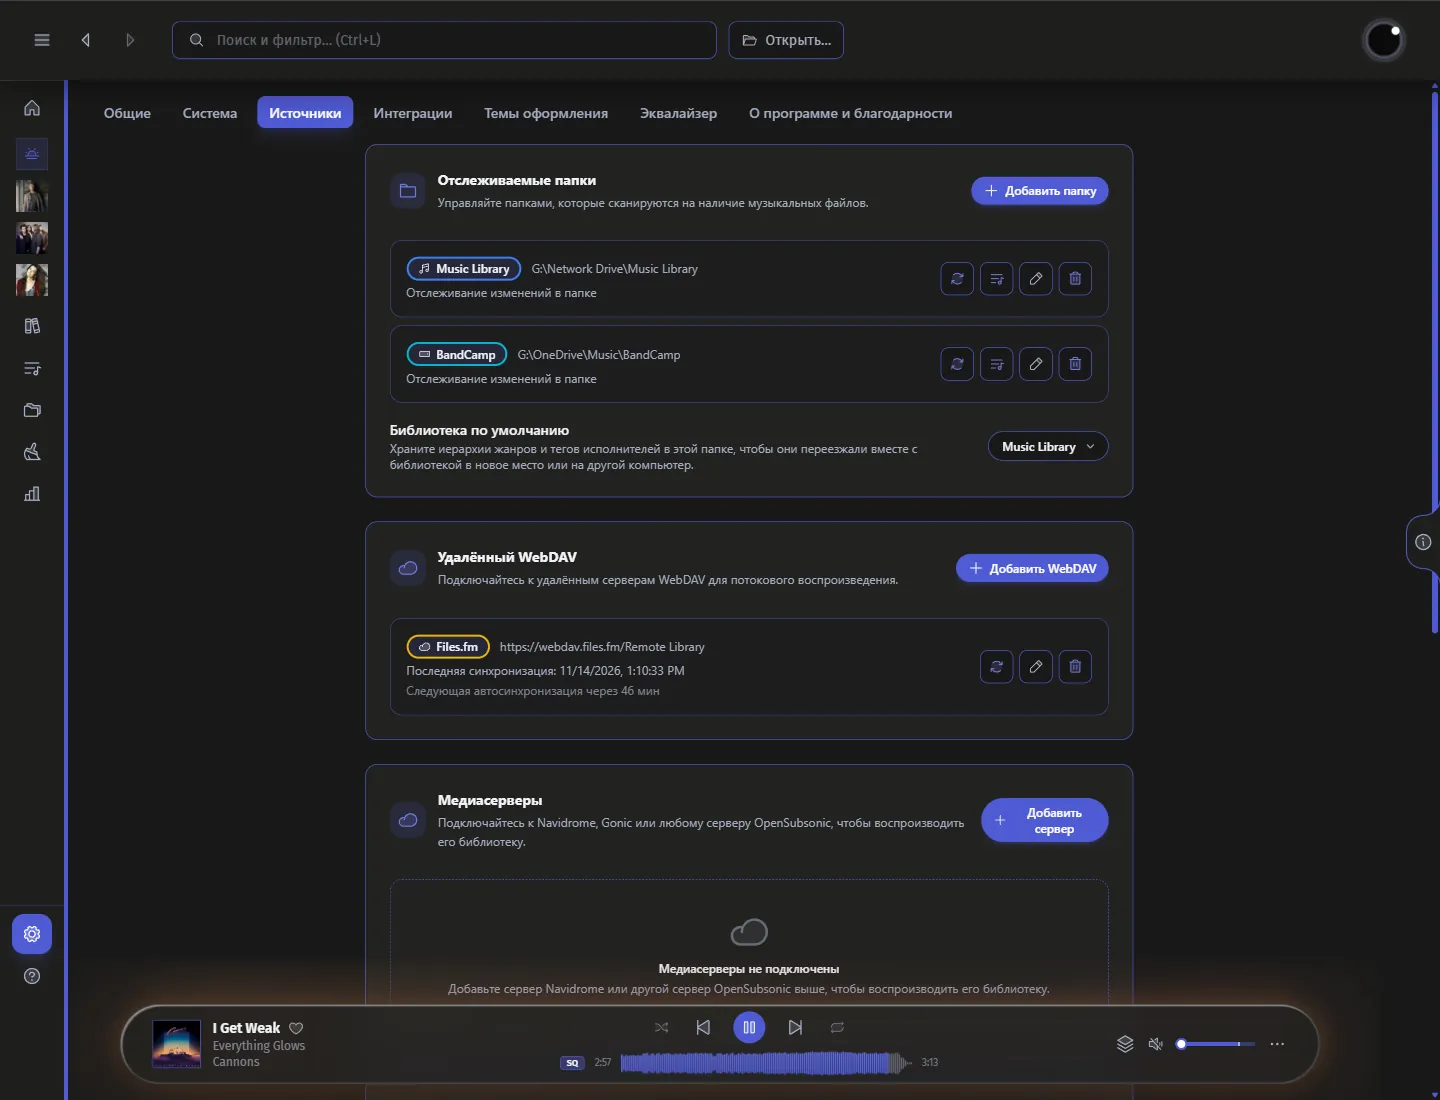 Поиск и фильтр... (Ctrl+L)
Открыть...
Общие
Система
Источники
Интеграции
Темы оформления
Эквалайзер
О программе и благодарности
Отслеживаемые папки
Управляйте папками, которые сканируются на наличие музыкальных файлов.
Добавить папку
Music Library
G:\Network Drive\Music Library
Отслеживание изменений в папке
BandCamp
G:\OneDrive\Music\BandCamp
Отслеживание изменений в папке
Библиотека по умолчанию
Храните иерархии жанров и тегов исполнителей в этой папке, чтобы они переезжали вместе с
библиотекой в новое место или на другой компьютер.
Music Library
Удалённый WebDAV
Подключайтесь к удалённым серверам WebDAV для потокового воспроизведения.
Добавить WebDAV
Files.fm
https://webdav.files.fm/Remote Library
Последняя синхронизация: 11/14/2026, 1:10:33 PM
Следующая автосинхронизация через 46 мин
Медиасерверы
Подключайтесь к Navidrome, Gonic или любому серверу OpenSubsonic, чтобы воспроизводить
его библиотеку.
Добавить
сервер
Медиасерверы не подключены
Добавьте сервер Navidrome или другой сервер OpenSubsonic выше, чтобы воспроизводить его библиотеку.
I Get Weak
Everything Glows
Cannons
SQ
2:57
3:13